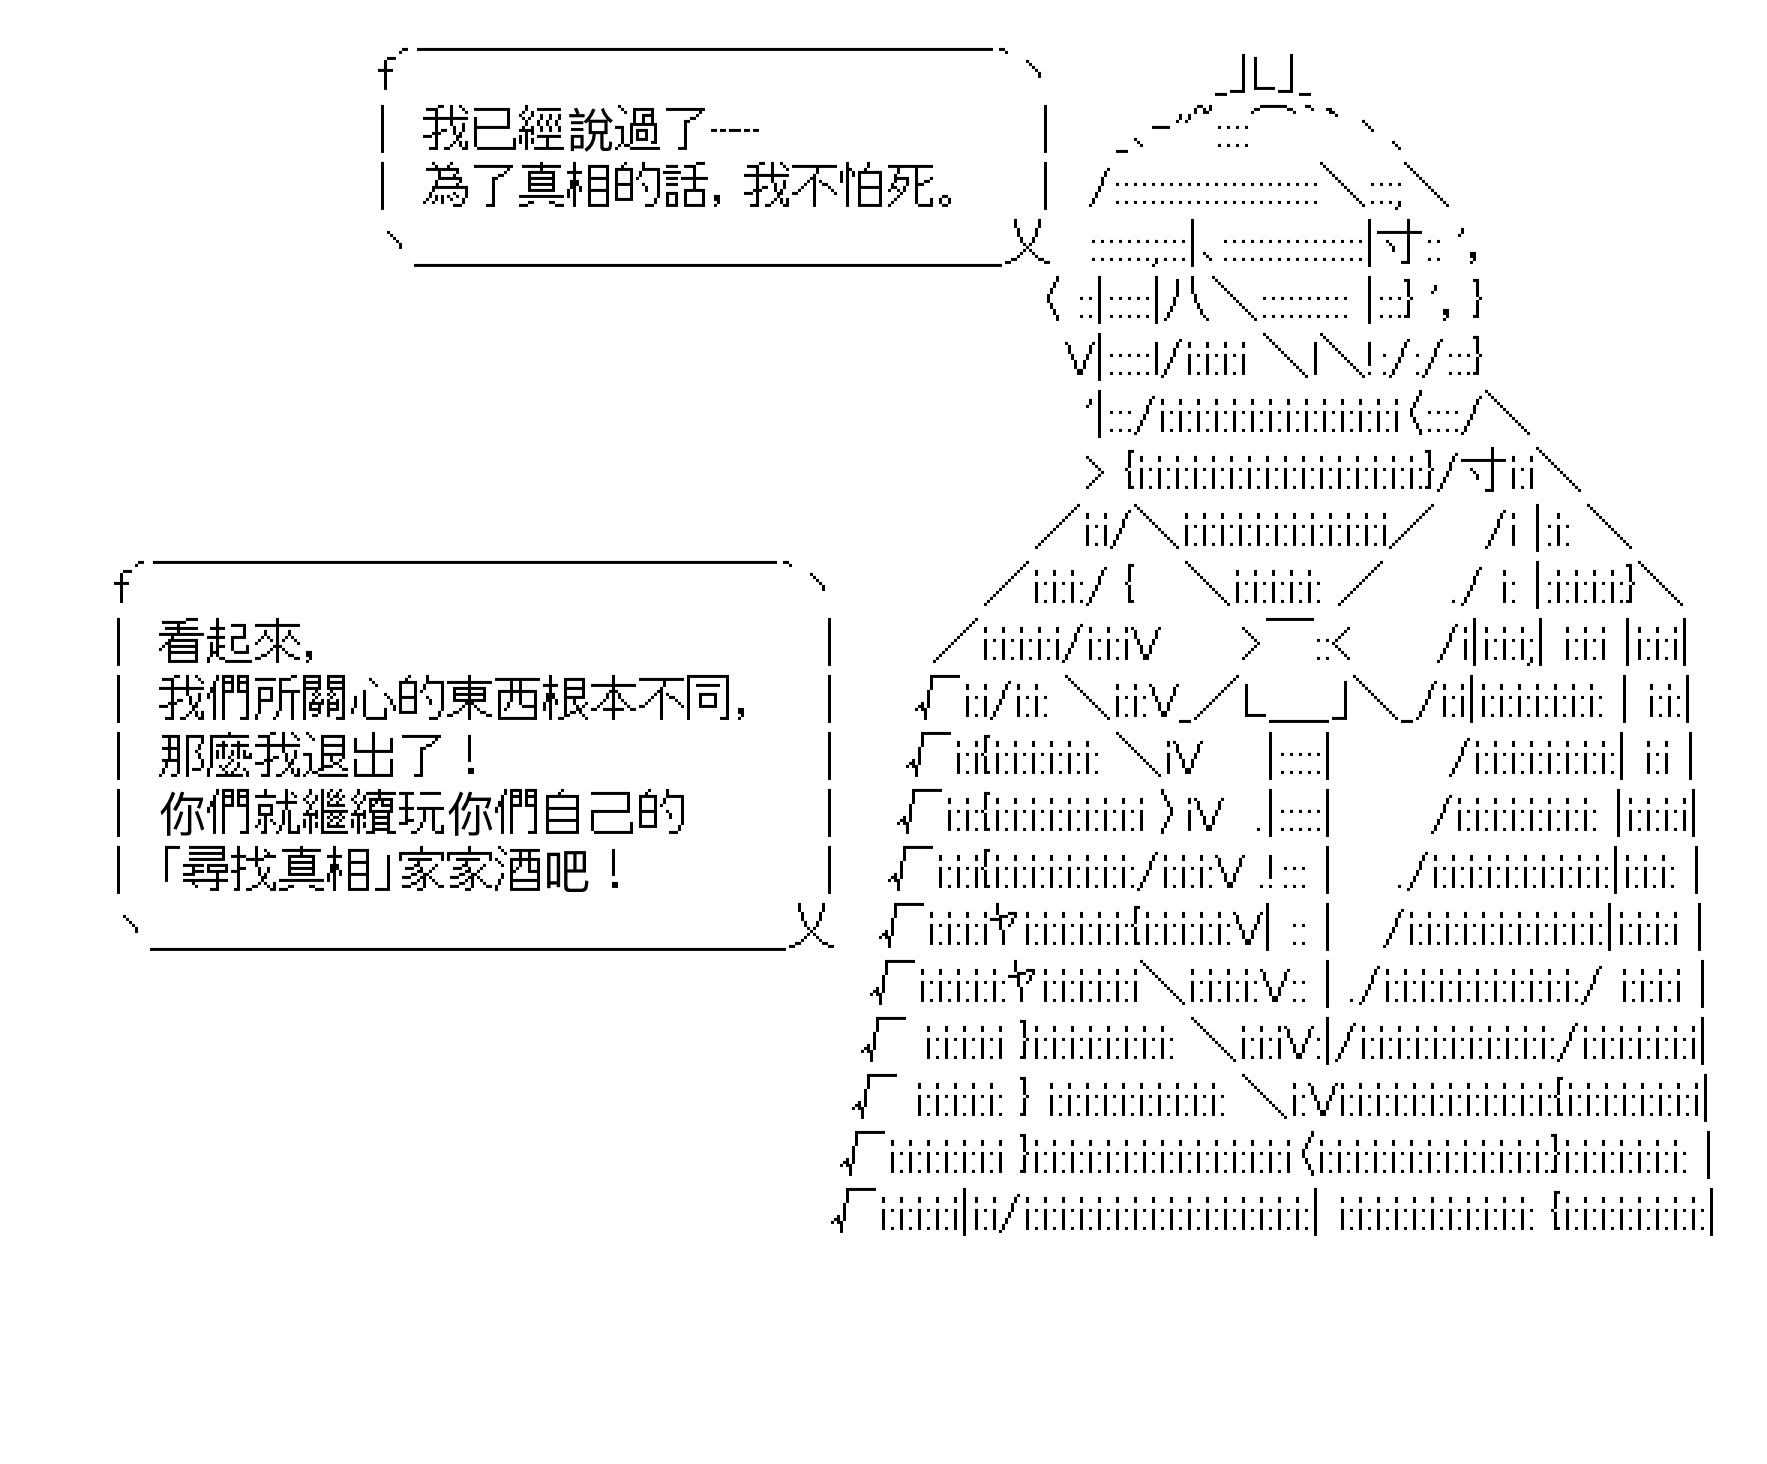 我已經說過了┄┄
為了真相的話，我不怕死。
看起來，
我們所關心的東西根本不同，
那麼我退出了！
你們就繼續玩你們自己的
「尋找真相」家家酒吧！